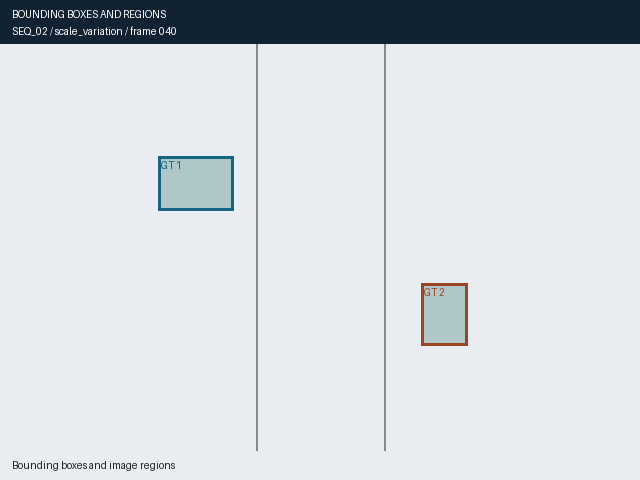 BOUNDING BOXES AND REGIONS
SEQ_02 / scale_variation / frame 040
GT1
GT2
Bounding boxes and image regions